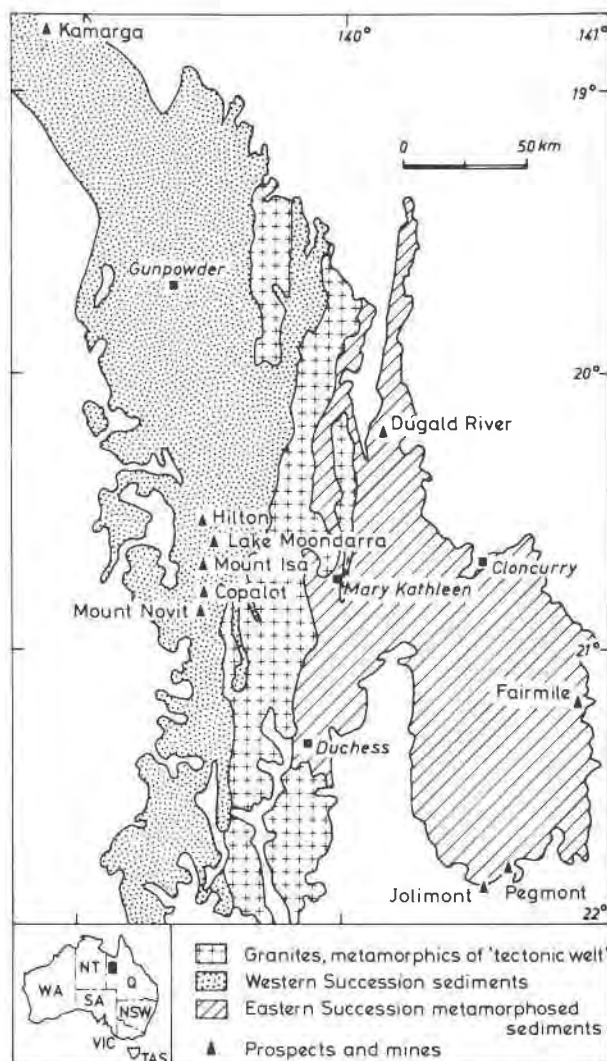 Kamarga
140°
141°
19°
0 50 km
Gunpowder
20°
Dugald River
Hilton
Lake Moondarra
Mount Isa
Cloncurry
Copalot
Mary Kathleen
Mount Novit
21°
Fairmile
Duchess
Pegmont
Jolimont
22°
Granites, metamorphics of 'tectonic welt'
Western Succession sediments
Eastern Succession metamorphosed
sediments
Prospects and mines
NT
Q
WA
SA
NSW
VIC
TAS